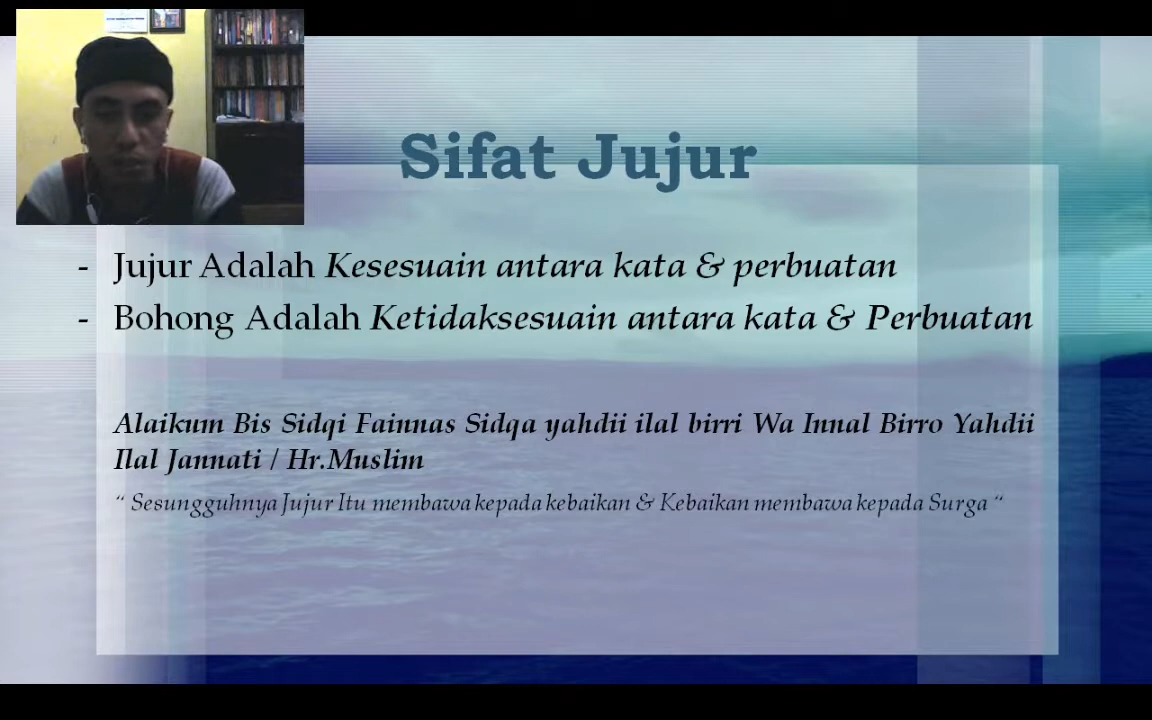 Sifat Jujur
- Jujur Adalah Kesesuain antara kata & perbuatan
- Bohong Adalah Ketidaksesuain antara kata & Perbuatan
Alaikum Bis Sidqi Fainnas Sidqa yahdii ilal birri Wa Innal Birro Yahdii
Ilal Jannati / Hr.Muslim
“ Sesungguhnya Jujur Itu membawa kepada kebaikan & Kebaikan membawa kepada Surga “